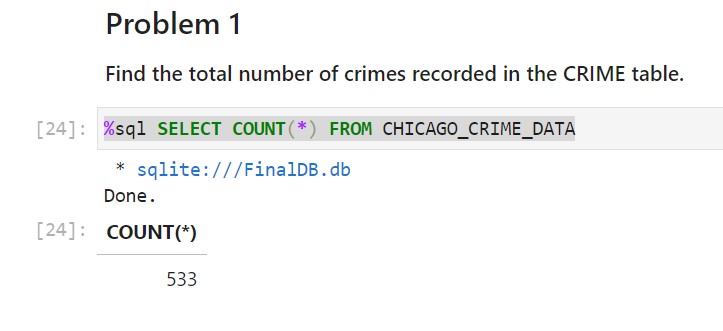 Problem 1
Find the total number of crimes recorded in the CRIME table.
[24]: %sql SELECT COUNT(*) FROM CHICAGO_CRIME_DATA
* sqlite:///FinalDB.db
Done.
[24]: COUNT(*)
533